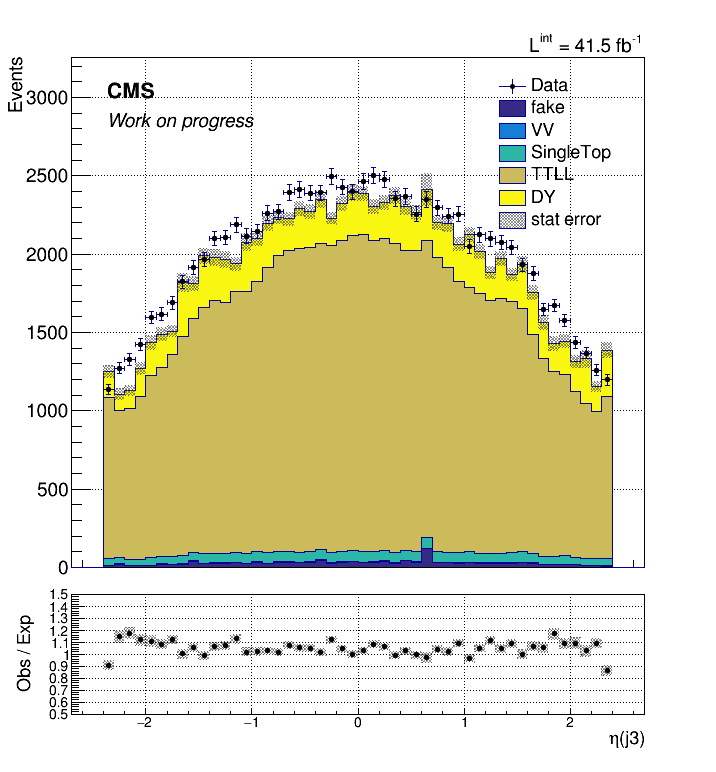 L^int = 41.5 fb^-1
Events
CMS
Work on progress
Data
fake
VV
SingleTop
TTLL
DY
stat error
3000
2500
2000
1500
1000
500
0
Obs / Exp
1.5
1.4
1.3
1.2
1.1
1
0.9
0.8
0.7
0.6
0.5
−2 −1 0 1 2
η(j3)